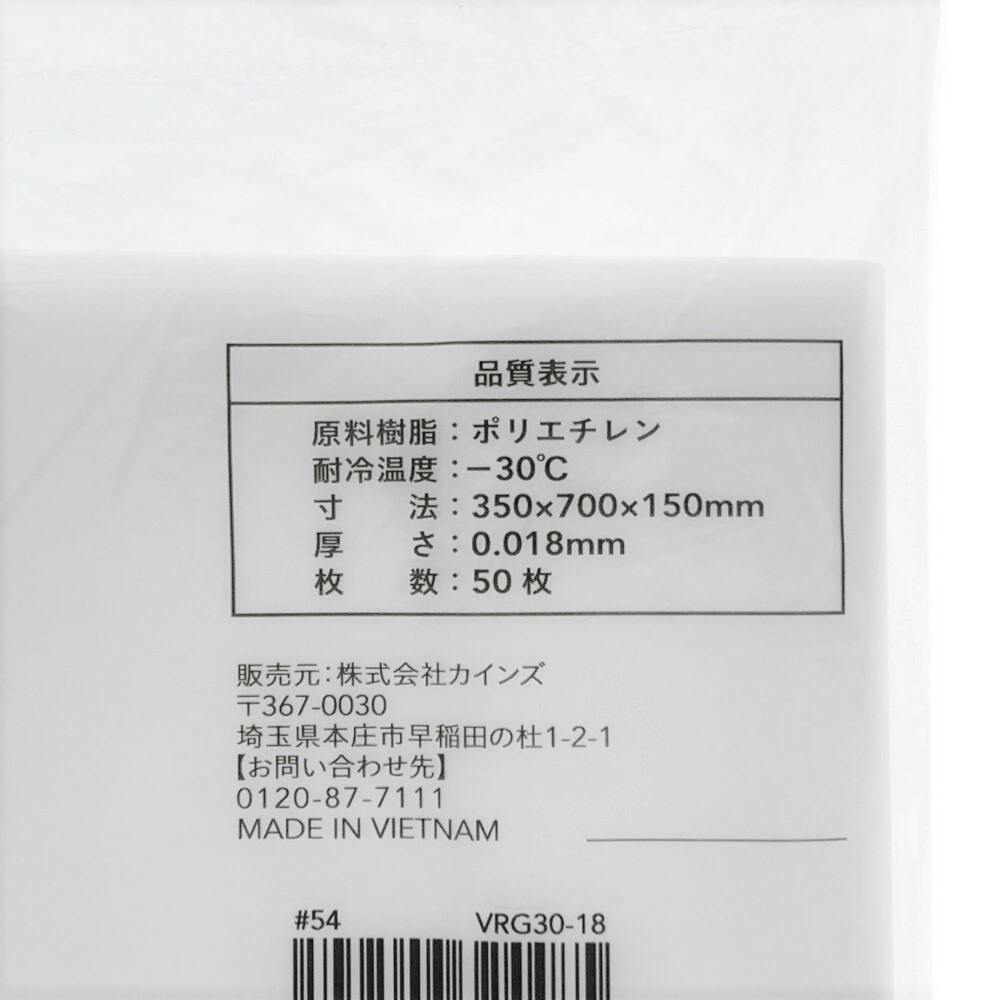 品質表示
原料樹脂：ポリエチレン
耐冷温度：−30℃
寸　　法：350×700×150mm
厚　　さ：0.018mm
枚　　数：50 枚
販売元：株式会社カインズ
〒367-0030
埼玉県本庄市早稲田の杜1-2-1
【お問い合わせ先】
0120-87-7111
MADE IN VIETNAM
#54 VRG30-18